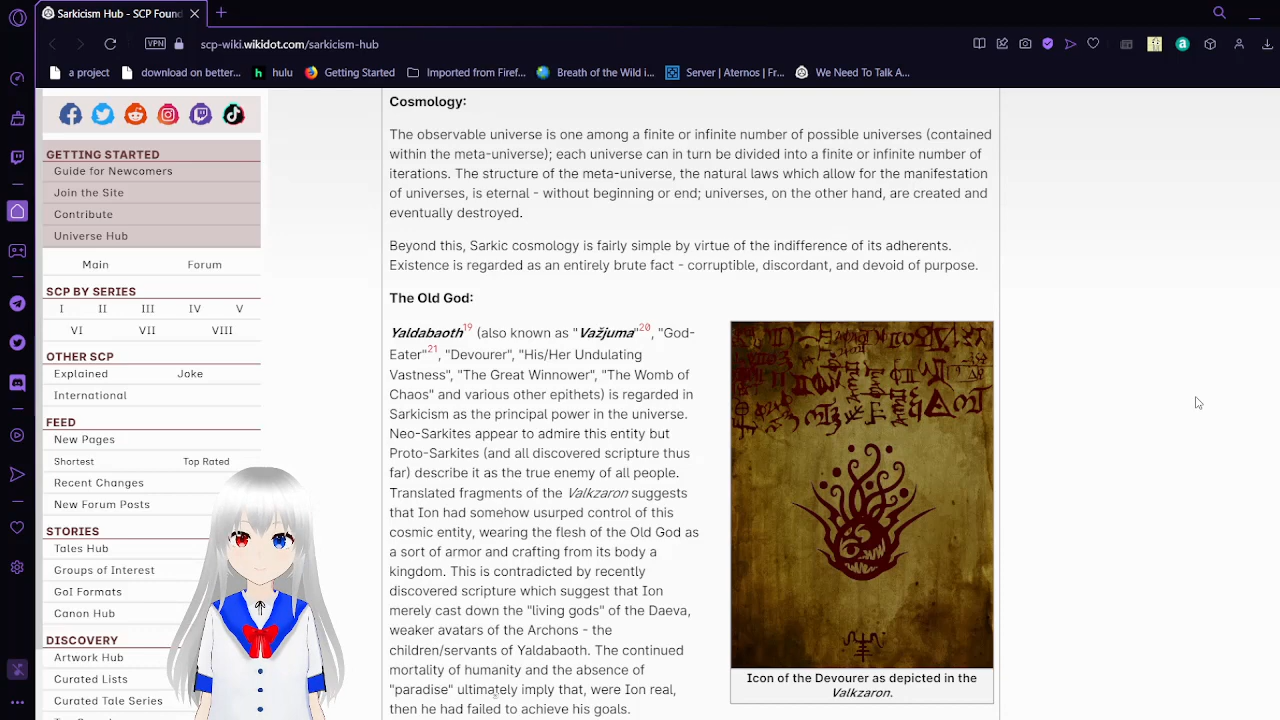 Sarkicism Hub - SCP Found
VPN
scp-wiki.wikidot.com/sarkicism-hub
a project
download on better...
hulu
Getting Started
Imported from Firef...
Breath of the Wild i...
Server | Aternos | Fr...
We Need To Talk A...
GETTING STARTED
Guide for Newcomers
Join the Site
Contribute
Universe Hub
Main Forum
SCP BY SERIES
I II III IV V
VI VII VIII
OTHER SCP
Explained Joke
International
FEED
New Pages
Shortest Top Rated
Recent Changes
New Forum Posts
STORIES
Tales Hub
Groups of Interest
GoI Formats
Canon Hub
DISCOVERY
Artwork Hub
Curated Lists
Curated Tale Series
Cosmology:
The observable universe is one among a finite or infinite number of possible universes (contained
within the meta-universe); each universe can in turn be divided into a finite or infinite number of
iterations. The structure of the meta-universe, the natural laws which allow for the manifestation
of universes, is eternal - without beginning or end; universes, on the other hand, are created and
eventually destroyed.
Beyond this, Sarkic cosmology is fairly simple by virtue of the indifference of its adherents.
Existence is regarded as an entirely brute fact - corruptible, discordant, and devoid of purpose.
The Old God:
Yaldabaoth19 (also known as "Važjuma"20, "God-
Eater"21, "Devourer", "His/Her Undulating
Vastness", "The Great Winnower", "The Womb of
Chaos" and various other epithets) is regarded in
Sarkicism as the principal power in the universe.
Neo-Sarkites appear to admire this entity but
Proto-Sarkites (and all discovered scripture thus
far) describe it as the true enemy of all people.
Translated fragments of the Valkzaron suggests
that Ion had somehow usurped control of this
cosmic entity, wearing the flesh of the Old God as
a sort of armor and crafting from its body a
kingdom. This is contradicted by recently
discovered scripture which suggest that Ion
merely cast down the "living gods" of the Daeva,
weaker avatars of the Archons - the
children/servants of Yaldabaoth. The continued
mortality of humanity and the absence of
"paradise" ultimately imply that, were Ion real,
then he had failed to achieve his goals.
Icon of the Devourer as depicted in the
Valkzaron.